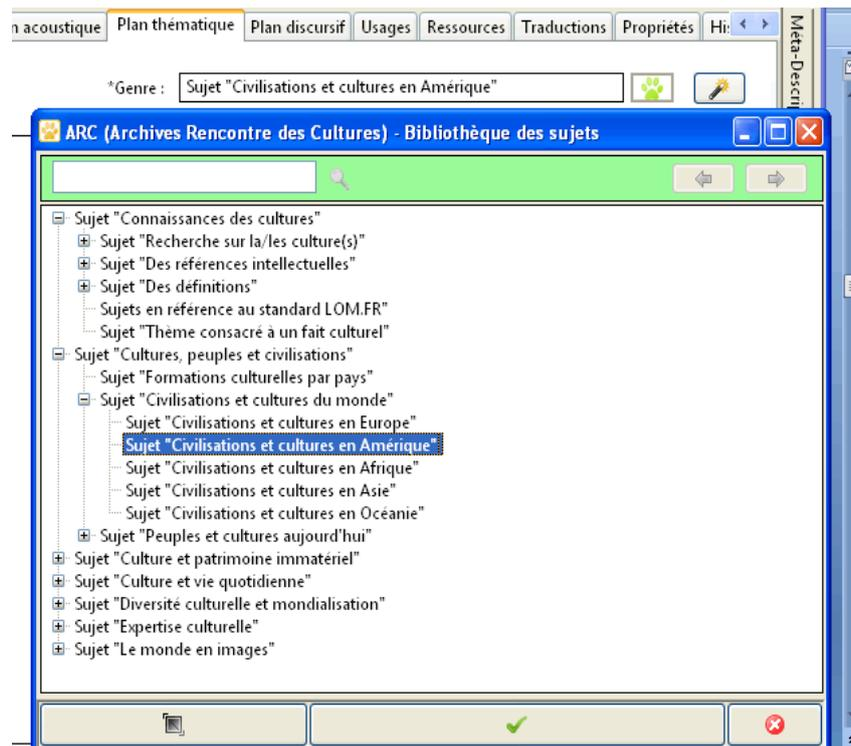 n acoustique Plan thématique Plan discursif Usages Ressources Traductions Propriétés His
Méta-Descrip
*Genre : Sujet "Civilisations et cultures en Amérique"
ARC (Archives Rencontre des Cultures) - Bibliothèque des sujets
Sujet "Connaissances des cultures"
Sujet "Recherche sur la/les culture(s)"
Sujet "Des références intellectuelles"
Sujet "Des définitions"
Sujets en référence au standard LOM.FR"
Sujet "Thème consacré à un fait culturel"
Sujet "Cultures, peuples et civilisations"
Sujet "Formations culturelles par pays"
Sujet "Civilisations et cultures du monde"
Sujet "Civilisations et cultures en Europe"
Sujet "Civilisations et cultures en Amérique"
Sujet "Civilisations et cultures en Afrique"
Sujet "Civilisations et cultures en Asie"
Sujet "Civilisations et cultures en Océanie"
Sujet "Peuples et cultures aujourd'hui"
Sujet "Culture et patrimoine immatériel"
Sujet "Culture et vie quotidienne"
Sujet "Diversité culturelle et mondialisation"
Sujet "Expertise culturelle"
Sujet "Le monde en images"